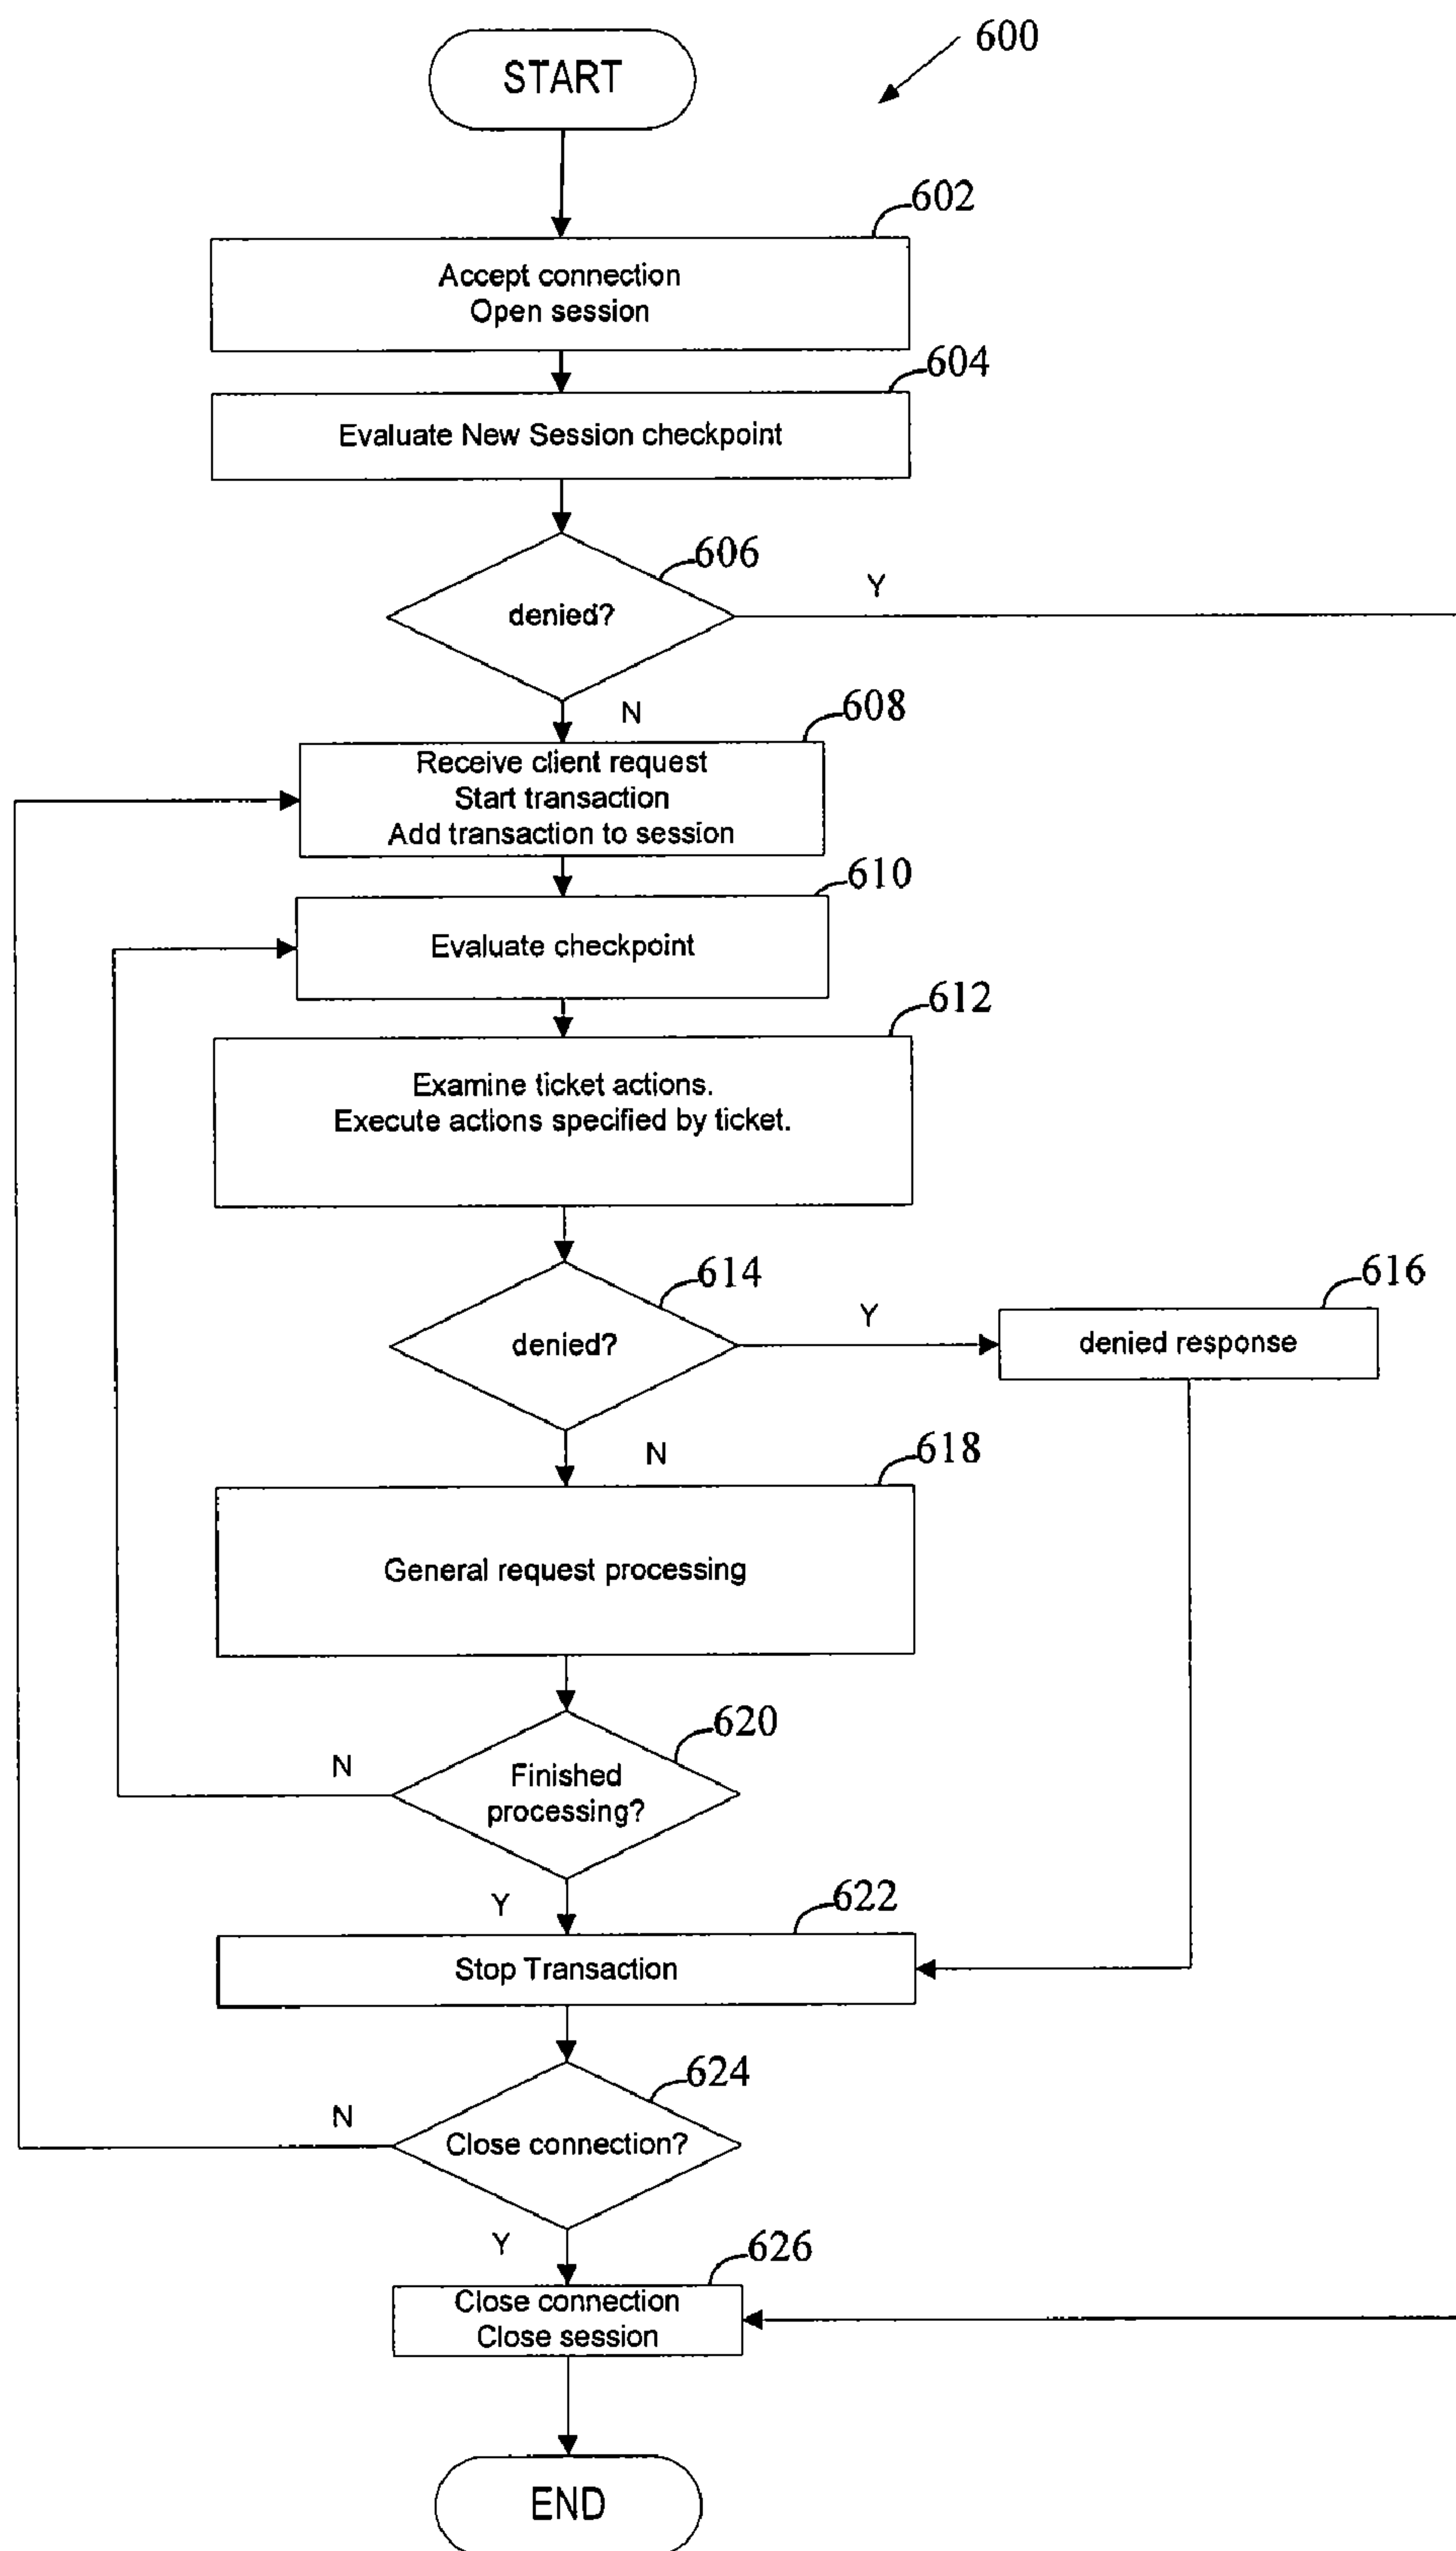 600
START
602
Accept connection
Open session
604
Evaluate New Session checkpoint
606
denied?
Y
N
608
Receive client request
Start transaction
Add transaction to session
610
Evaluate checkpoint
612
Examine ticket actions.
Execute actions specified by ticket.
614
denied?
Y
616
denied response
N
618
General request processing
620
Finished
processing?
N
Y
622
Stop Transaction
624
Close connection?
N
Y
626
Close connection
Close session
END